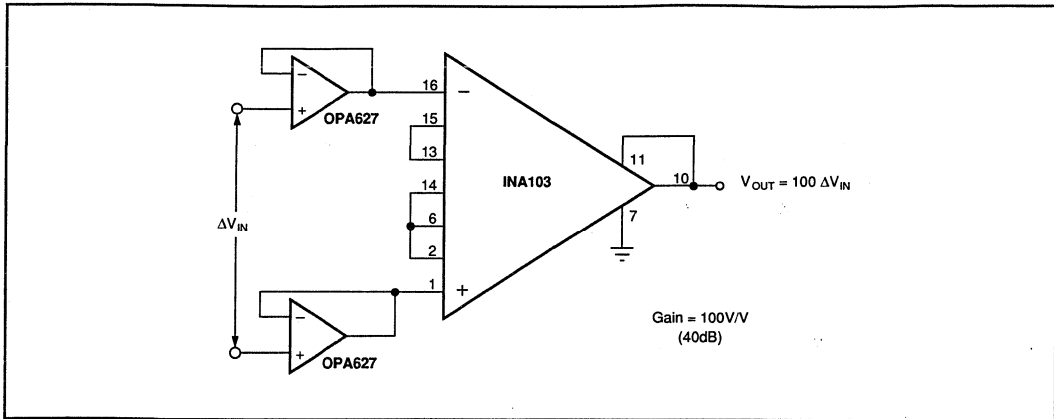 −
+
OPA627
16
−
15
13
14
6
2
1
+
INA103
11
10
7
V_OUT = 100 ΔV_IN
ΔV_IN
−
+
OPA627
Gain = 100V/V
(40dB)